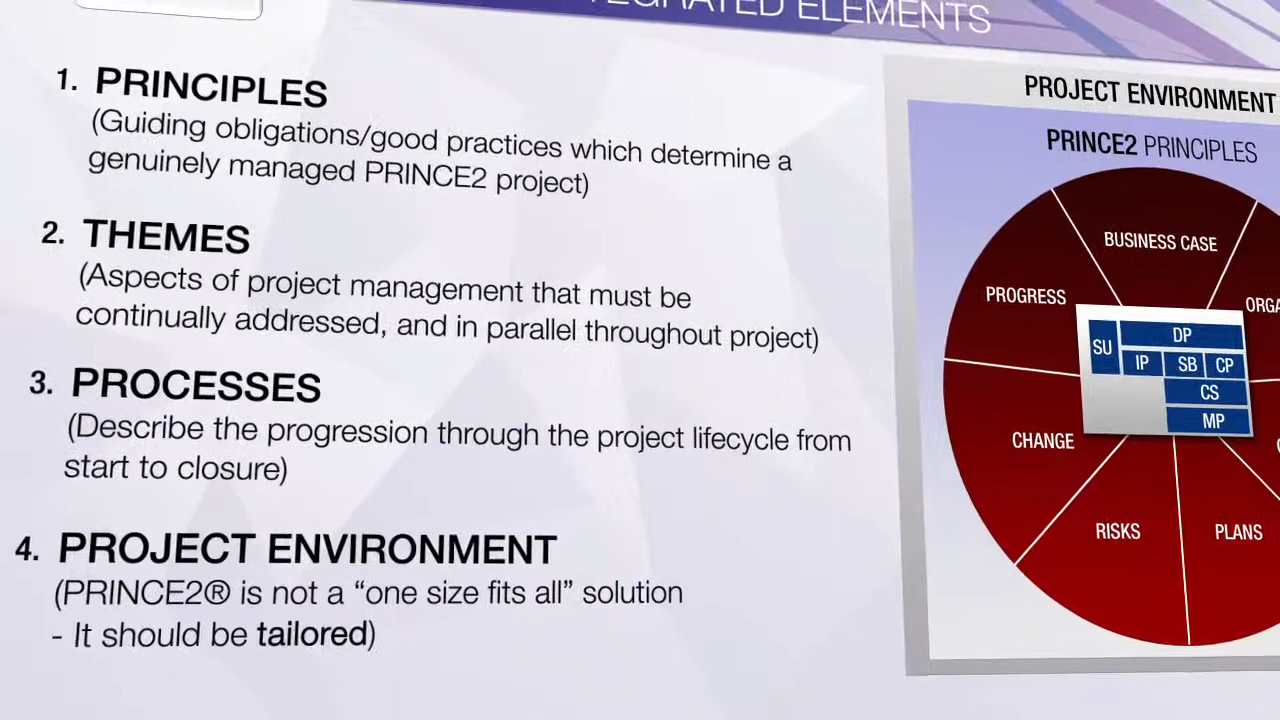 ELEMENTS
1. PRINCIPLES
(Guiding obligations/good practices which determine a
genuinely managed PRINCE2 project)
2. THEMES
(Aspects of project management that must be
continually addressed, and in parallel throughout project)
3. PROCESSES
(Describe the progression through the project lifecycle from
start to closure)
4. PROJECT ENVIRONMENT
(PRINCE2® is not a “one size fits all” solution
- It should be tailored)
PROJECT ENVIRONMENT
PRINCE2 PRINCIPLES
BUSINESS CASE
PROGRESS
SU
DP
IP
SB
CP
CS
MP
CHANGE
RISKS
PLANS